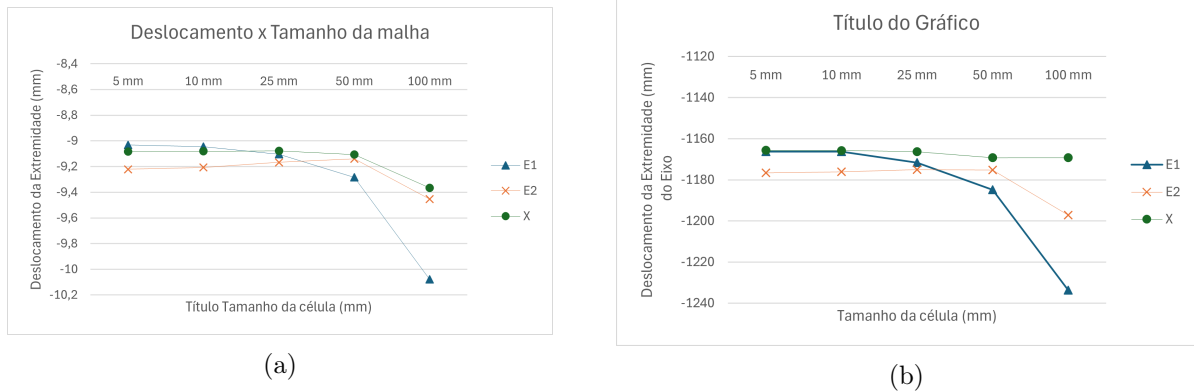 Deslocamento x Tamanho da malha
-8,4
5 mm 10 mm 25 mm 50 mm 100 mm
-8,6
-8,8
-9
-9,2
-9,4
-9,6
-9,8
-10
-10,2
Deslocamento da Extremidade (mm)
Título Tamanho da célula (mm)
E1
E2
X
(a)
Título do Gráfico
-1120
5 mm 10 mm 25 mm 50 mm 100 mm
-1140
-1160
-1180
-1200
-1220
-1240
Deslocamento da Extremidade (mm)
do Eixo
Tamanho da célula (mm)
E1
E2
X
(b)